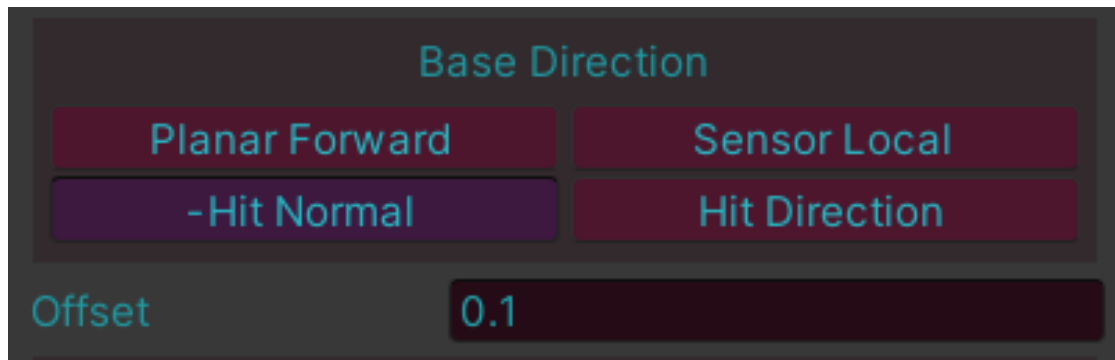 Base Direction
Planar Forward Sensor Local
-Hit Normal Hit Direction
Offset 0.1